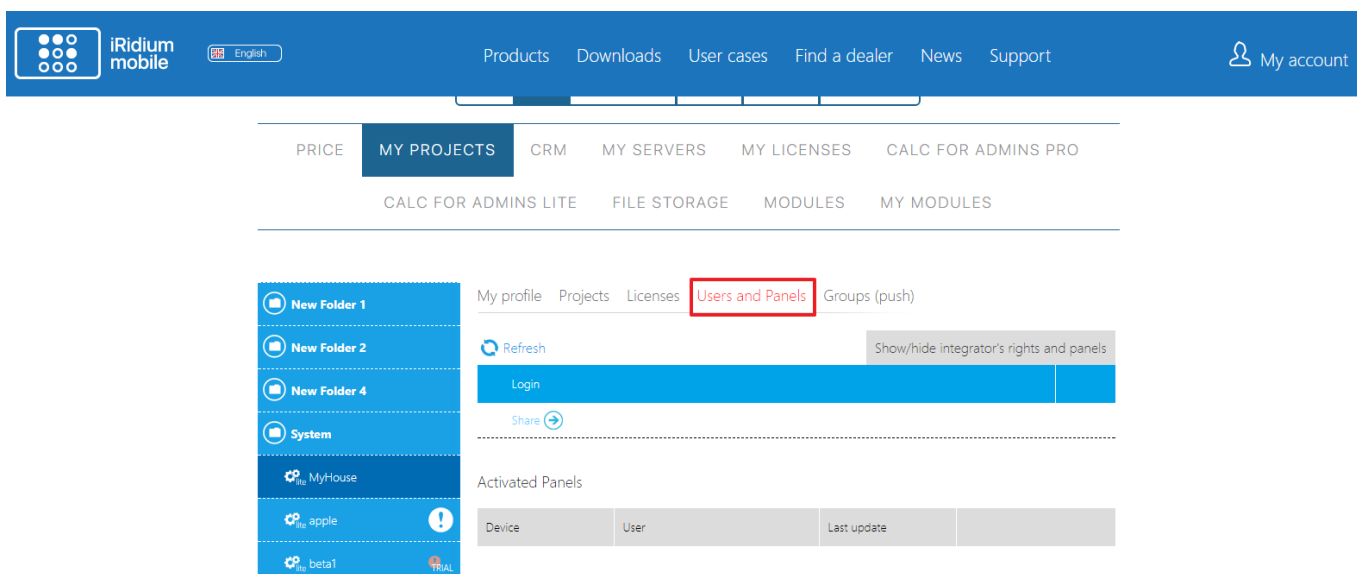 iRidium
mobile
English
Products Downloads User cases Find a dealer News Support
My account
PRICE MY PROJECTS CRM MY SERVERS MY LICENSES CALC FOR ADMINS PRO
CALC FOR ADMINS LITE FILE STORAGE MODULES MY MODULES
New Folder 1
New Folder 2
New Folder 4
System
lite MyHouse
lite apple
lite beta1
TRIAL
My profile Projects Licenses Users and Panels Groups (push)
Refresh
Show/hide integrator's rights and panels
Login
Share
Activated Panels
Device User Last update